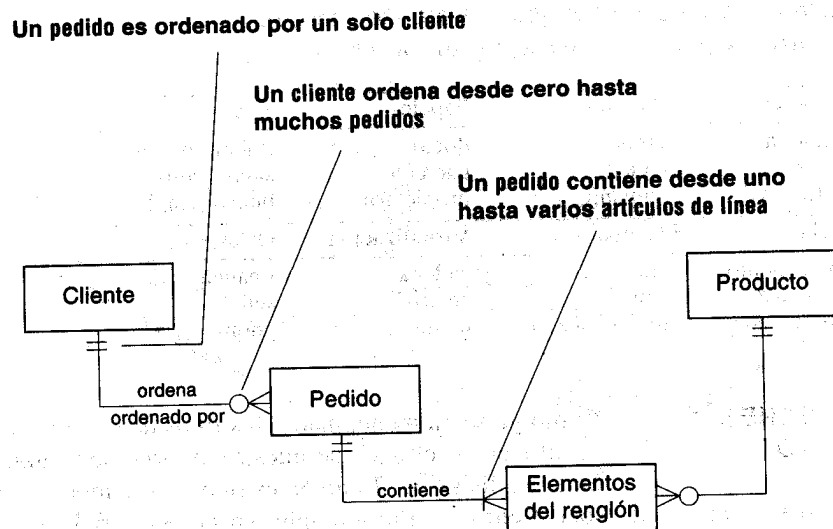 Un pedido es ordenado por un solo cliente
Un cliente ordena desde cero hasta
muchos pedidos
Un pedido contiene desde uno
hasta varios artículos de línea
Cliente
Producto
ordena
ordenado por
Pedido
contiene
Elementos
del renglón